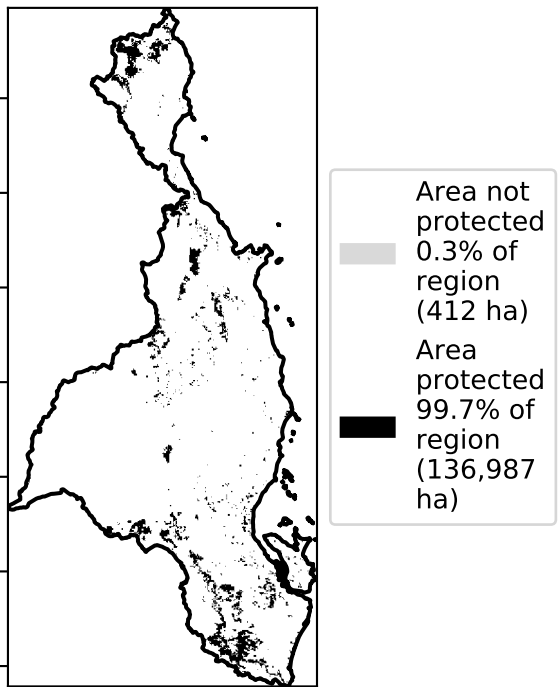 Area not
protected
0.3% of
region
(412 ha)
Area
protected
99.7% of
region
(136,987
ha)